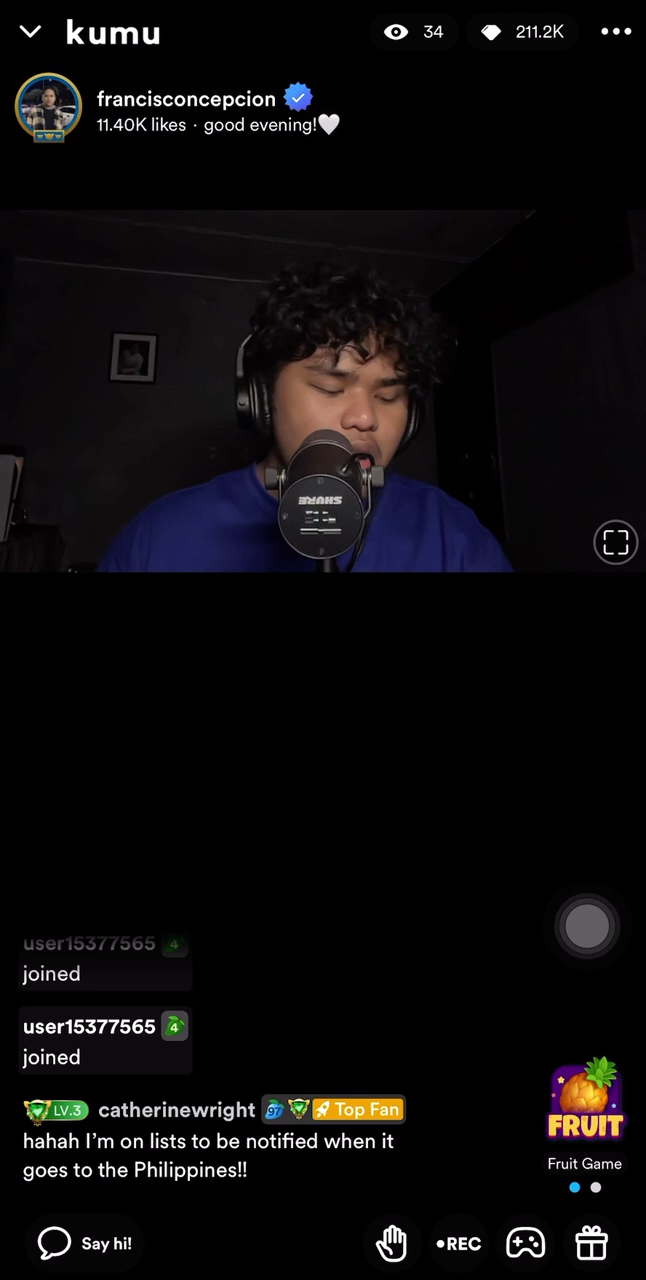 kumu
34
211.2K
francisconcepcion
11.40K likes · good evening!🤍
SHURE
user15377565 4
joined
user15377565 4
joined
LV.3 catherinewright 97 Top Fan
hahah I'm on lists to be notified when it
goes to the Philippines!!
FRUIT
Fruit Game
Say hi!
•REC